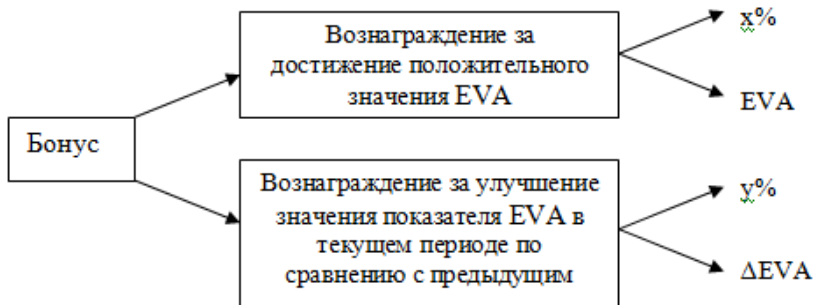 Бонус
Вознаграждение за
достижение положительного
значения EVA
x%
EVA
Вознаграждение за улучшение
значения показателя EVA в
текущем периоде по
сравнению с предыдущим
y%
ΔEVA